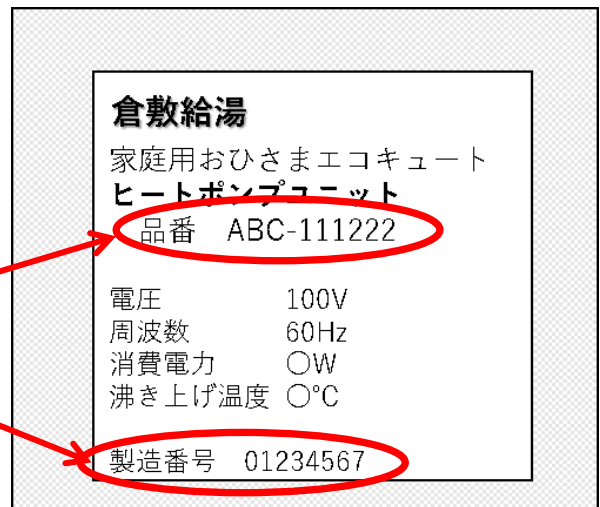 倉敷給湯
家庭用おひさまエコキュート
ヒートポンプユニット
品番 ABC-111222
電圧 100V
周波数 60Hz
消費電力 〇W
沸き上げ温度 〇℃
製造番号 01234567